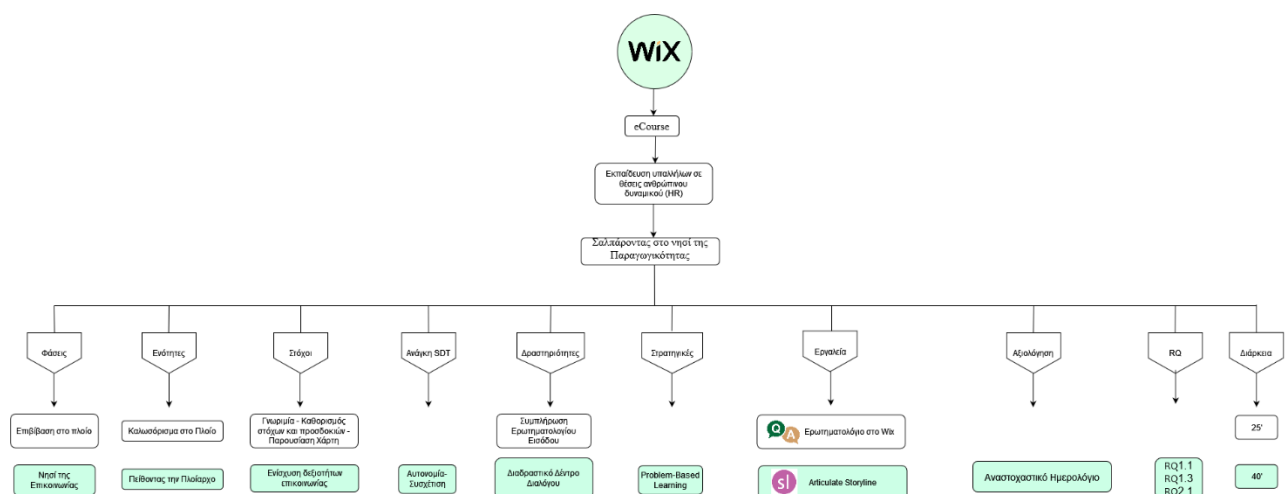 WiX
eCourse
Εκπαίδευση υπαλλήλων σε
θέσεις ανθρώπινου
δυναμικού (HR)
Σαλπάροντας στο νησί της
Παραγωγικότητας
Φάσεις
Ενότητες
Στόχοι
Ανάγκη SDT
Δραστηριότητες
Στρατηγικές
Εργαλεία
Αξιολόγηση
RQ
Διάρκεια
Επιβίβαση στο πλοίο
Καλωσόρισμα στο Πλοίο
Γνωριμία - Καθορισμός
στόχων και προσδοκιών -
Παρουσίαση Χάρτη
Συμπλήρωση
Ερωτηματολογίου
Εισόδου
Q A Ερωτηματολόγιο στο Wix
25'
Νησί της
Επικοινωνίας
Πείθοντας την Πλοίαρχο
Ενίσχυση δεξιοτήτων
επικοινωνίας
Αυτονομία-
Συσχέτιση
Διαδραστικό Δέντρο
Διαλόγου
Problem-Based
Learning
sl Articulate Storyline
Αναστοχαστικό Ημερολόγιο
RQ1.1
RQ1.3
RQ2.1
40'